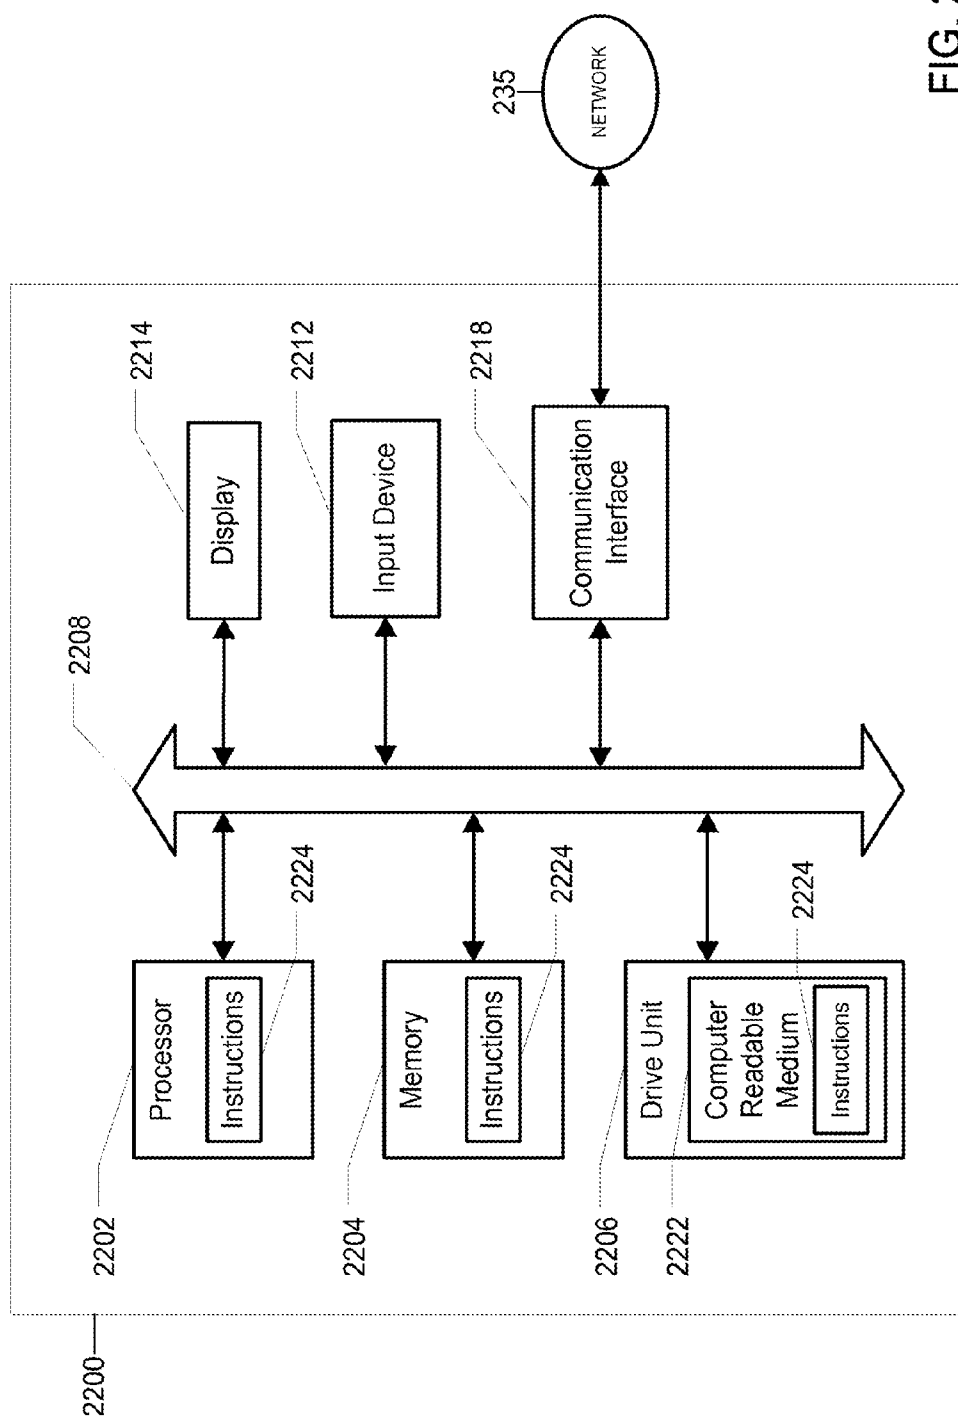 2200
2202
Processor
Instructions
2224
2204
Memory
Instructions
2224
2206
2222
Drive Unit
Computer
Readable
Medium
Instructions
2224
2208
Display
2214
Input Device
2212
Communication
Interface
2218
235
NETWORK
FIG.